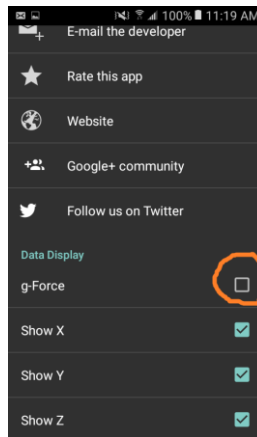 100% 11:19 AM
E-mail the developer
Rate this app
Website
Google+ community
Follow us on Twitter
Data Display
g-Force
Show X
Show Y
Show Z